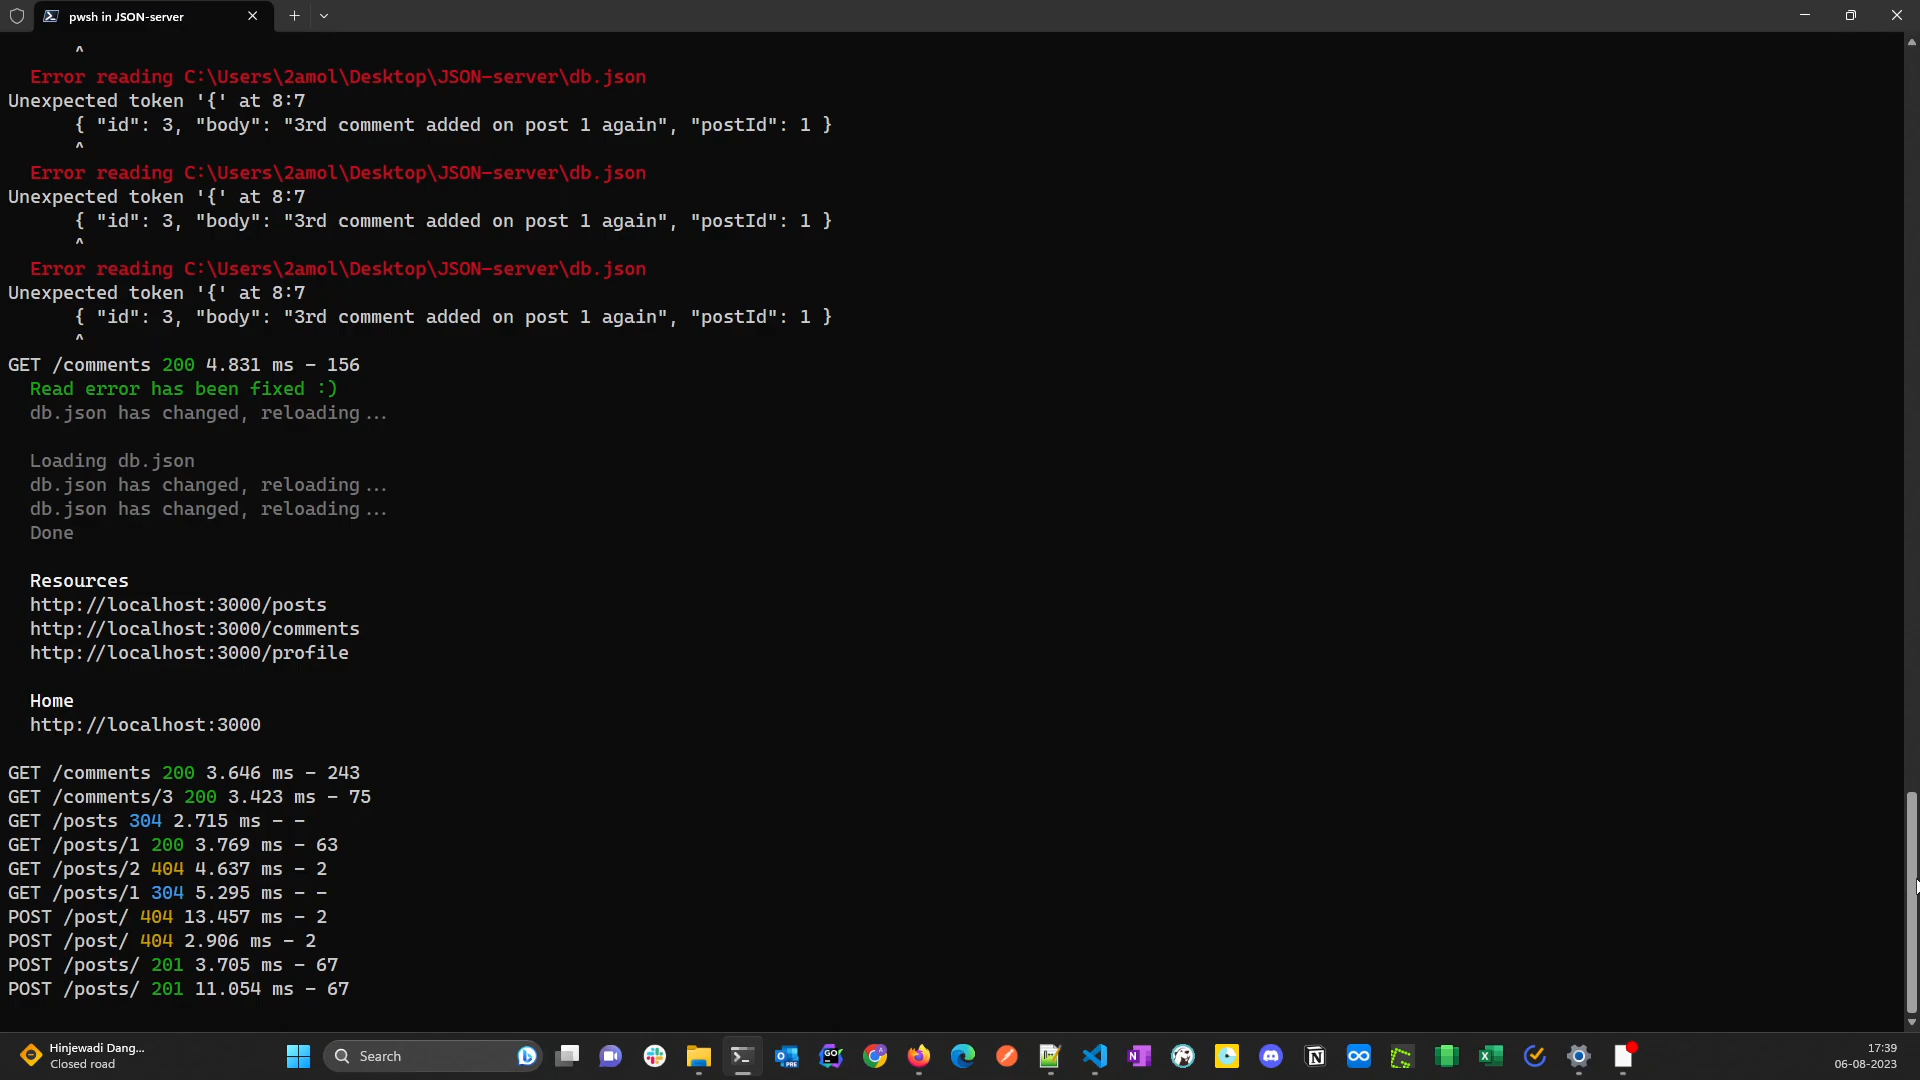 pwsh in JSON-server
^
Error reading C:\Users\2amol\Desktop\JSON-server\db.json
Unexpected token '{' at 8:7
{ "id": 3, "body": "3rd comment added on post 1 again", "postId": 1 }
^
Error reading C:\Users\2amol\Desktop\JSON-server\db.json
Unexpected token '{' at 8:7
{ "id": 3, "body": "3rd comment added on post 1 again", "postId": 1 }
^
Error reading C:\Users\2amol\Desktop\JSON-server\db.json
Unexpected token '{' at 8:7
{ "id": 3, "body": "3rd comment added on post 1 again", "postId": 1 }
^
GET /comments 200 4.831 ms - 156
Read error has been fixed :)
db.json has changed, reloading...
Loading db.json
db.json has changed, reloading...
db.json has changed, reloading...
Done
Resources
http://localhost:3000/posts
http://localhost:3000/comments
http://localhost:3000/profile
Home
http://localhost:3000
GET /comments 200 3.646 ms - 243
GET /comments/3 200 3.423 ms - 75
GET /posts 304 2.715 ms - -
GET /posts/1 200 3.769 ms - 63
GET /posts/2 404 4.637 ms - 2
GET /posts/1 304 5.295 ms - -
POST /post/ 404 13.457 ms - 2
POST /post/ 404 2.906 ms - 2
POST /posts/ 201 3.705 ms - 67
POST /posts/ 201 11.054 ms - 67
Hinjewadi Dang...
Closed road
Search
17:39
06-08-2023